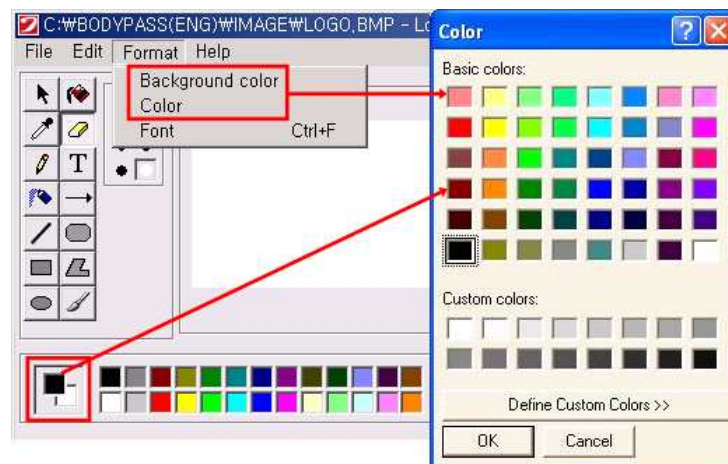 C:₩BODYPASS(ENG)₩IMAGE₩LOGO.BMP - Lo
File Edit Format Help
Background color
Color
Font Ctrl+F
T
Color
?
X
Basic colors:
Custom colors:
Define Custom Colors >>
OK Cancel